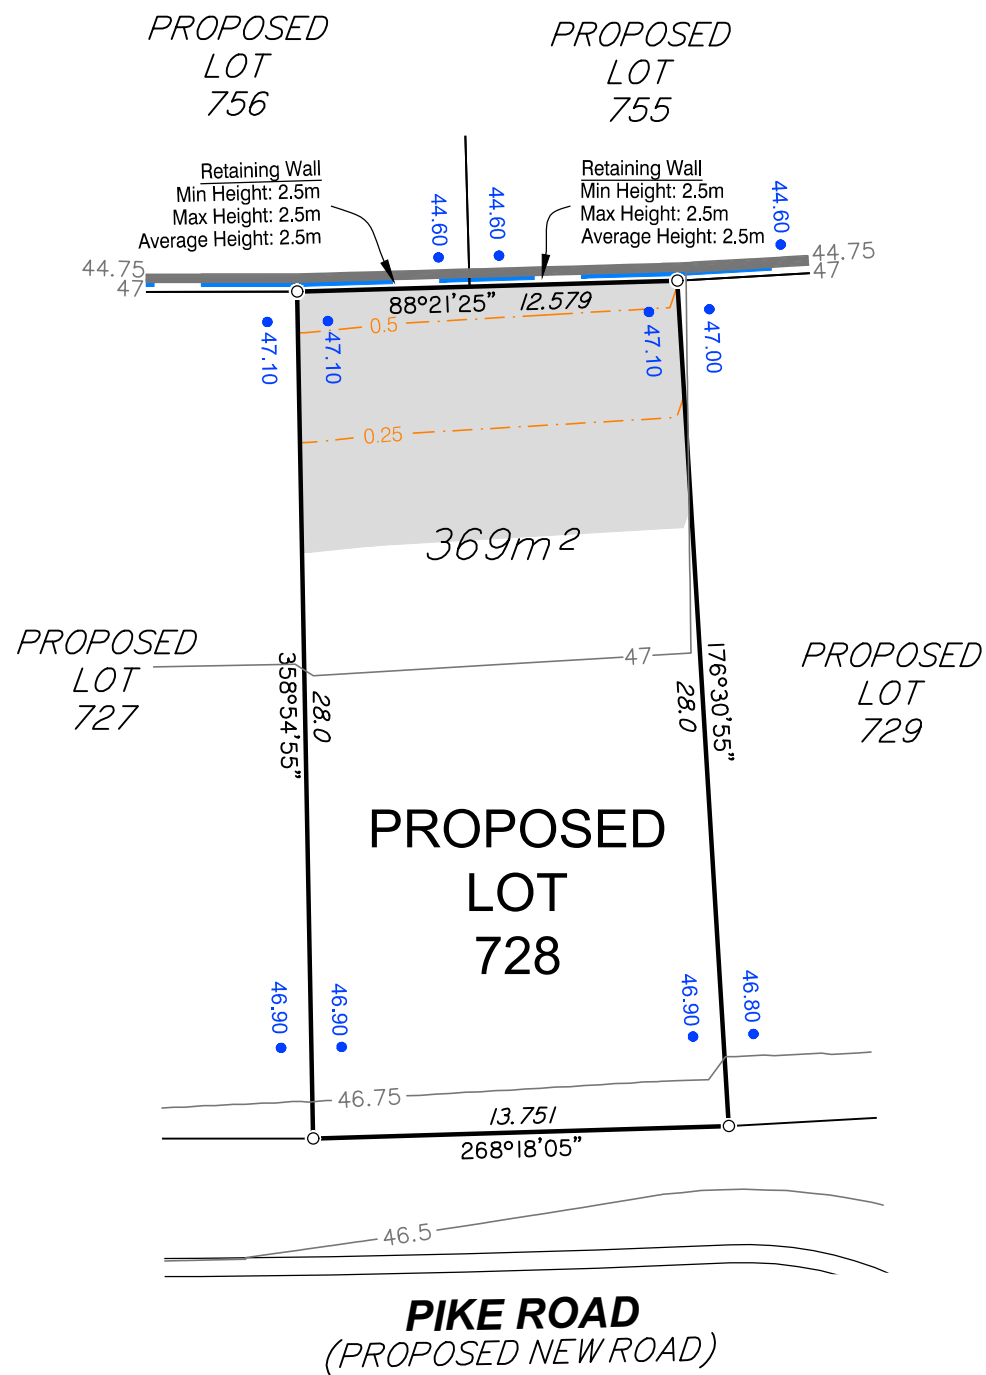 PROPOSED
LOT
756
PROPOSED
LOT
755
Retaining Wall
Min Height: 2.5m
Max Height: 2.5m
Average Height: 2.5m
Retaining Wall
Min Height: 2.5m
Max Height: 2.5m
Average Height: 2.5m
44.60
44.60
44.60
44.75
47
44.75
47
88°21'25" 12.579
0.5
47.10
47.10
47.10
47.00
0.25
369m²
PROPOSED
LOT
727
47
PROPOSED
LOT
729
358°54'55"
28.0
28.0
176°30'55"
PROPOSED
LOT
728
46.90
46.90
46.90
46.80
46.75
13.751
268°18'05"
46.5
PIKE ROAD
(PROPOSED NEW ROAD)